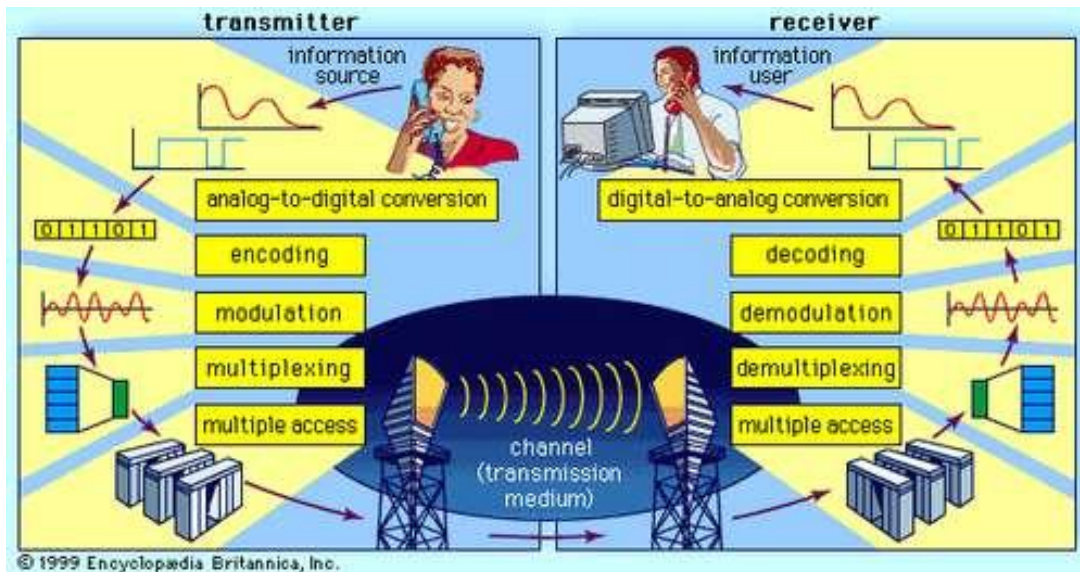 transmitter
information
source
analog-to-digital conversion
0 1 1 0 1
encoding
modulation
multiplexing
multiple access
channel
(transmission
medium)
receiver
information
user
digital-to-analog conversion
0 1 1 0 1
decoding
demodulation
demultiplexing
multiple access
© 1999 Encyclopædia Britannica, Inc.